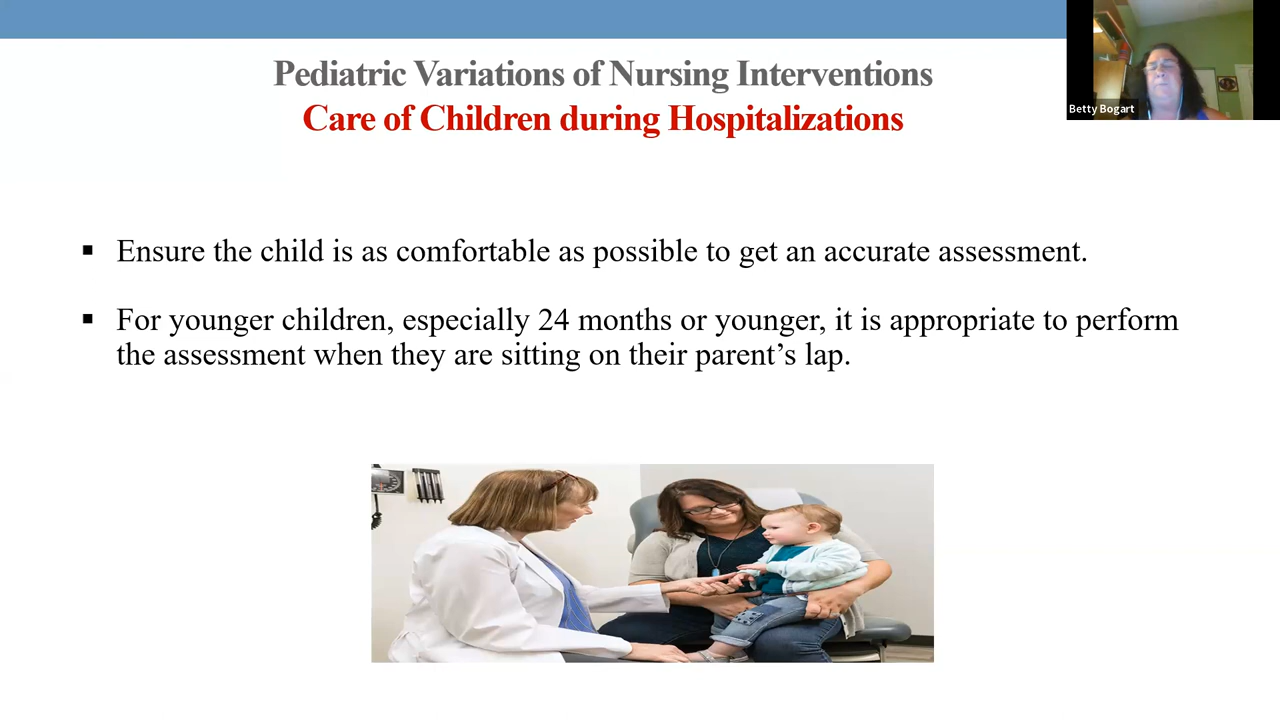 Pediatric Variations of Nursing Interventions
Care of Children during Hospitalizations
Betty Bogart
▪ Ensure the child is as comfortable as possible to get an accurate assessment.
▪ For younger children, especially 24 months or younger, it is appropriate to perform
the assessment when they are sitting on their parent’s lap.